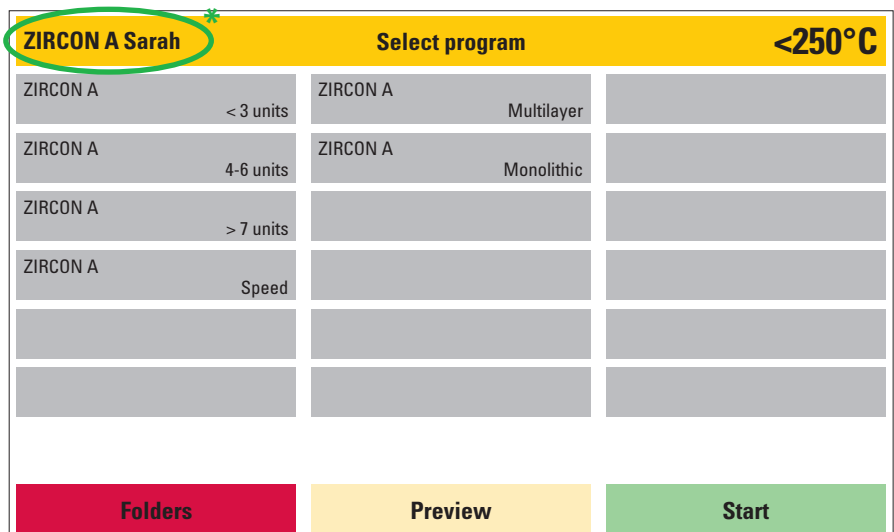 ZIRCON A Sarah * Select program <250°C
ZIRCON A
< 3 units
ZIRCON A
Multilayer
ZIRCON A
4-6 units
ZIRCON A
Monolithic
ZIRCON A
> 7 units
ZIRCON A
Speed
Folders Preview Start